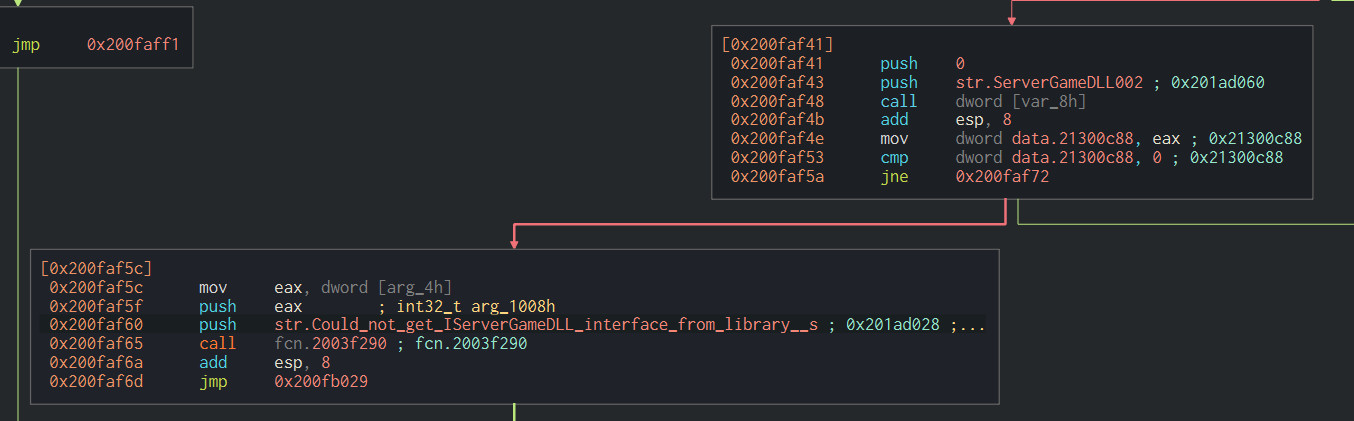 jmp 0x200faff1
[0x200faf41]
0x200faf41 push 0
0x200faf43 push str.ServerGameDLL002 ; 0x201ad060
0x200faf48 call dword [var_8h]
0x200faf4b add esp, 8
0x200faf4e mov dword data.21300c88, eax ; 0x21300c88
0x200faf53 cmp dword data.21300c88, 0 ; 0x21300c88
0x200faf5a jne 0x200faf72
[0x200faf5c]
0x200faf5c mov eax, dword [arg_4h]
0x200faf5f push eax ; int32_t arg_1008h
0x200faf60 push str.Could_not_get_IServerGameDLL_interface_from_library__s ; 0x201ad028 ;...
0x200faf65 call fcn.2003f290 ; fcn.2003f290
0x200faf6a add esp, 8
0x200faf6d jmp 0x200fb029